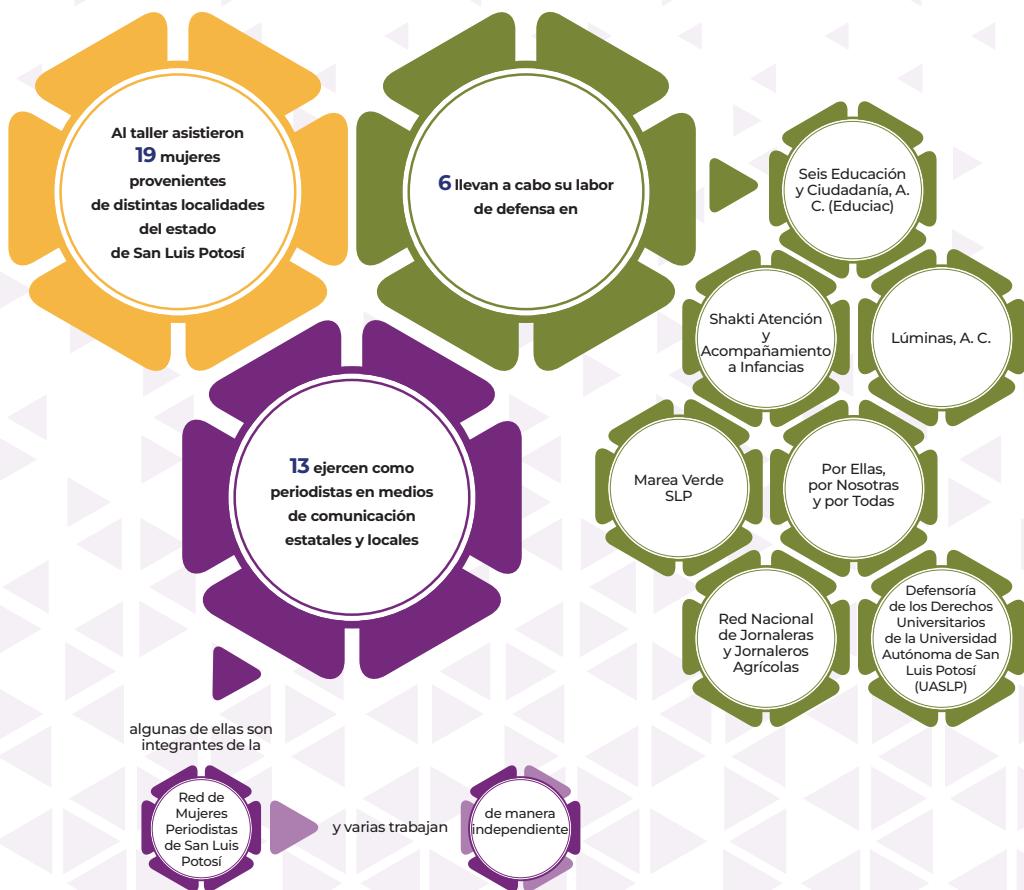 Al taller asistieron
19 mujeres
provenientes
de distintas localidades
del estado
de San Luis Potosí
6 llevan a cabo su labor
de defensa en
Seis Educación
y Ciudadanía, A.
C. (Educiac)
Shakti Atención
y
Acompañamiento
a Infancias
Lúminas, A. C.
Marea Verde
SLP
Por Ellas,
por Nosotras
y por Todas
Red Nacional
de Jornaleras
y Jornaleros
Agrícolas
Defensoría
de los Derechos
Universitarios
de la Universidad
Autónoma de San
Luis Potosí
(UASLP)
13 ejercen como
periodistas en medios
de comunicación
estatales y locales
algunas de ellas son
integrantes de la
Red de
Mujeres
Periodistas
de San Luis
Potosí
y varias trabajan
de manera
independiente